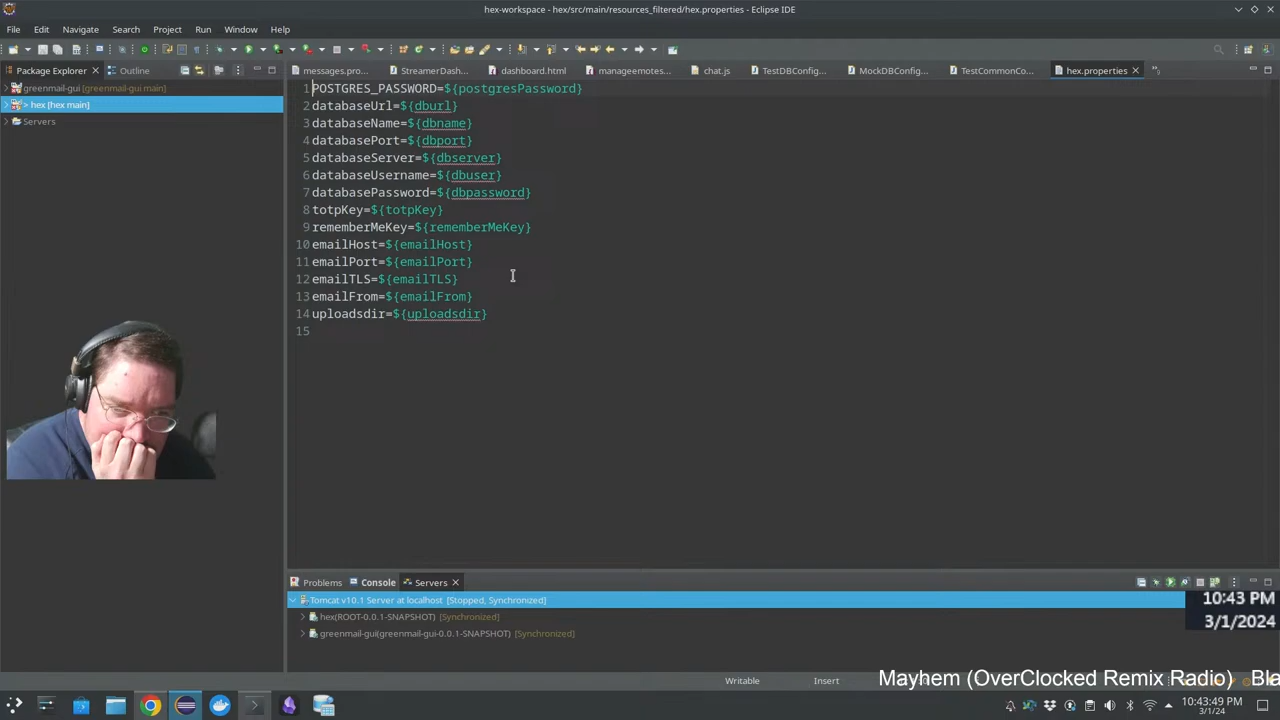 hex-workspace - hex/src/main/resources_filtered/hex.properties - Eclipse IDE
File Edit Navigate Search Project Run Window Help
Package Explorer Outline
messages.pro... StreamerDash... dashboard.html manageemotes... chat.js TestDBConfig... MockDBConfig... TestCommonCo... hex.properties
greenmail-gui [greenmail-gui main]
> hex [hex main]
Servers
1 POSTGRES_PASSWORD=${postgresPassword}
2 databaseUrl=${dburl}
3 databaseName=${dbname}
4 databasePort=${dbport}
5 databaseServer=${dbserver}
6 databaseUsername=${dbuser}
7 databasePassword=${dbpassword}
8 totpKey=${totpKey}
9 rememberMeKey=${rememberMeKey}
10 emailHost=${emailHost}
11 emailPort=${emailPort}
12 emailTLS=${emailTLS}
13 emailFrom=${emailFrom}
14 uploadsdir=${uploadsdir}
15
Problems Console Servers
Tomcat v10.1 Server at localhost [Stopped, Synchronized]
hex(ROOT-0.0.1-SNAPSHOT) [Synchronized]
greenmail-gui(greenmail-gui-0.0.1-SNAPSHOT) [Synchronized]
10:43 PM
3/1/2024
Writable Insert
Mayhem (OverClocked Remix Radio) Bla
10:43:49 PM
3/1/24